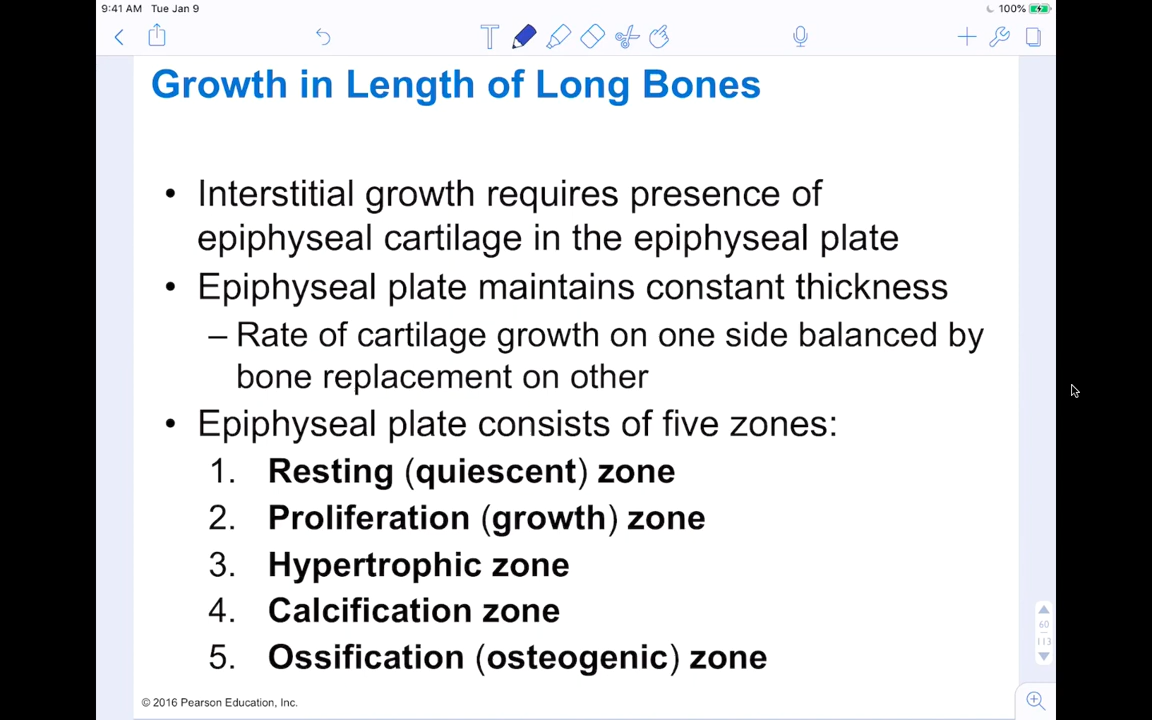 9:41 AM Tue Jan 9
100%
T
Growth in Length of Long Bones
• Interstitial growth requires presence of
epiphyseal cartilage in the epiphyseal plate
• Epiphyseal plate maintains constant thickness
– Rate of cartilage growth on one side balanced by
bone replacement on other
• Epiphyseal plate consists of five zones:
1. Resting (quiescent) zone
2. Proliferation (growth) zone
3. Hypertrophic zone
4. Calcification zone
5. Ossification (osteogenic) zone
60
113
© 2016 Pearson Education, Inc.